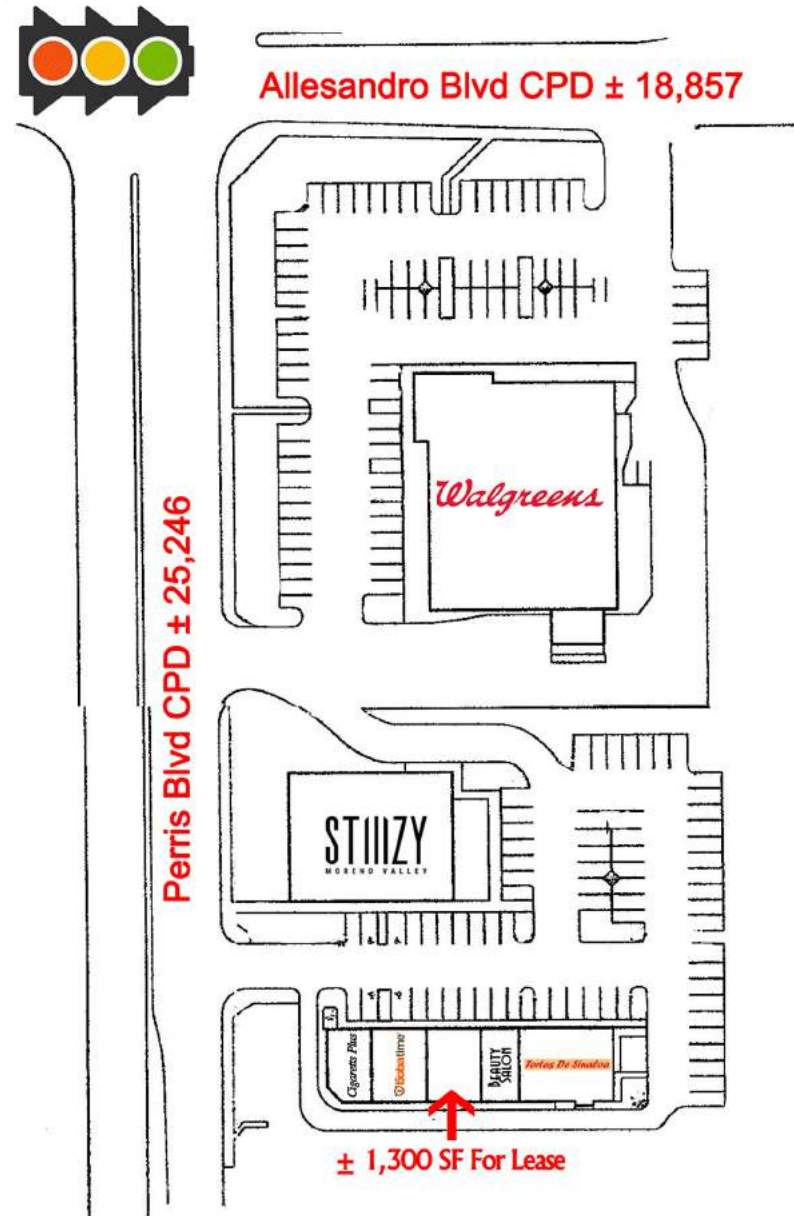 Allesandro Blvd CPD ± 18,857
Walgreens
Perris Blvd CPD ± 25,246
STIIIZY
MORENO VALLEY
Cigaretts Plus
Bobatime
BEAUTY
SALON
Tortas De Sinaloa
± 1,300 SF For Lease